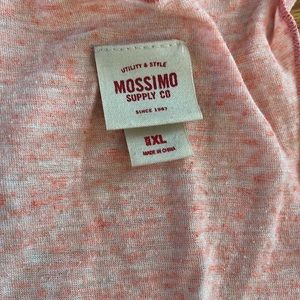 UTILITY & STYLE
MOSSIMO
SUPPLY CO
SINCE 1987
XL
MADE IN CHINA